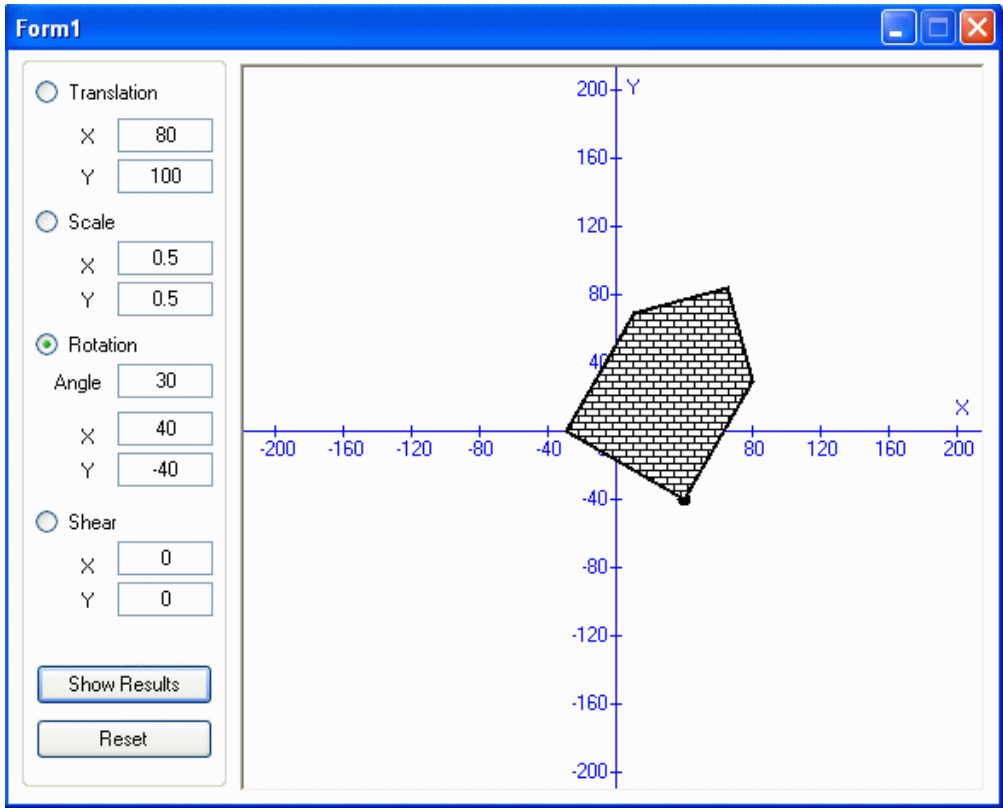 Form1
Translation
X 80
Y 100
Scale
X 0.5
Y 0.5
Rotation
Angle 30
X 40
Y -40
Shear
X 0
Y 0
Show Results
Reset
200 Y
160
120
80
40
X
-200 -160 -120 -80 -40 80 120 160 200
-40
-80
-120
-160
-200